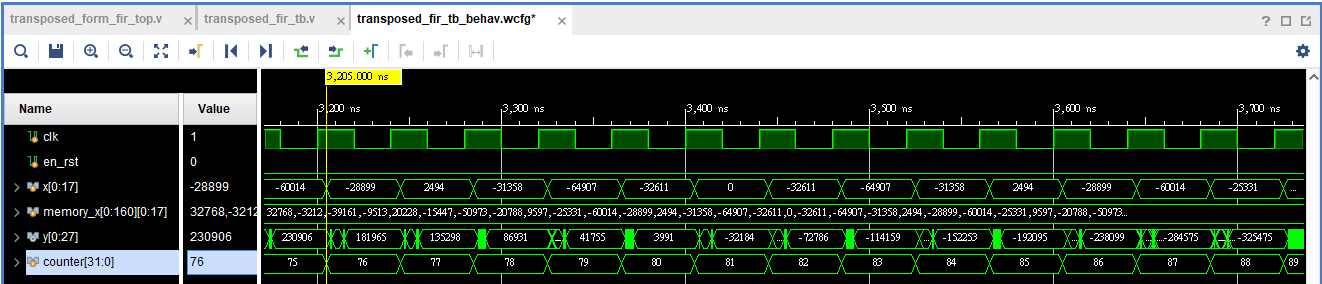 transposed_form_fir_top.v × transposed_fir_tb.v × transposed_fir_tb_behav.wcfg* × ?
3,205.000 ns
Name Value 3,200 ns 3,300 ns 3,400 ns 3,500 ns 3,600 ns 3,700 ns
clk 1
en_rst 0
x[0:17] -28899 -60014 -28899 2494 -31358 -64907 -32611 0 -32611 -64907 -31358 2494 -28899 -60014 -25331 ...
memory_x[0:160][0:17] 32768,-3212 32768,-3212,-39161,-9513,20228,-15447,-50973,-20788,9597,-25331,-60014,-28899,2494,-31358,-64907,-32611,0,-32611,-64907,-31358,2494,-28899,-60014,-25331,9597,-20788,-50973...
y[0:27] 230906 230906 181965 135298 86931 41755 3991 -32184 -72786 -114159 -152253 -192095 -238099 -284575 -325475
counter[31:0] 76 75 76 77 78 79 80 81 82 83 84 85 86 87 88 89